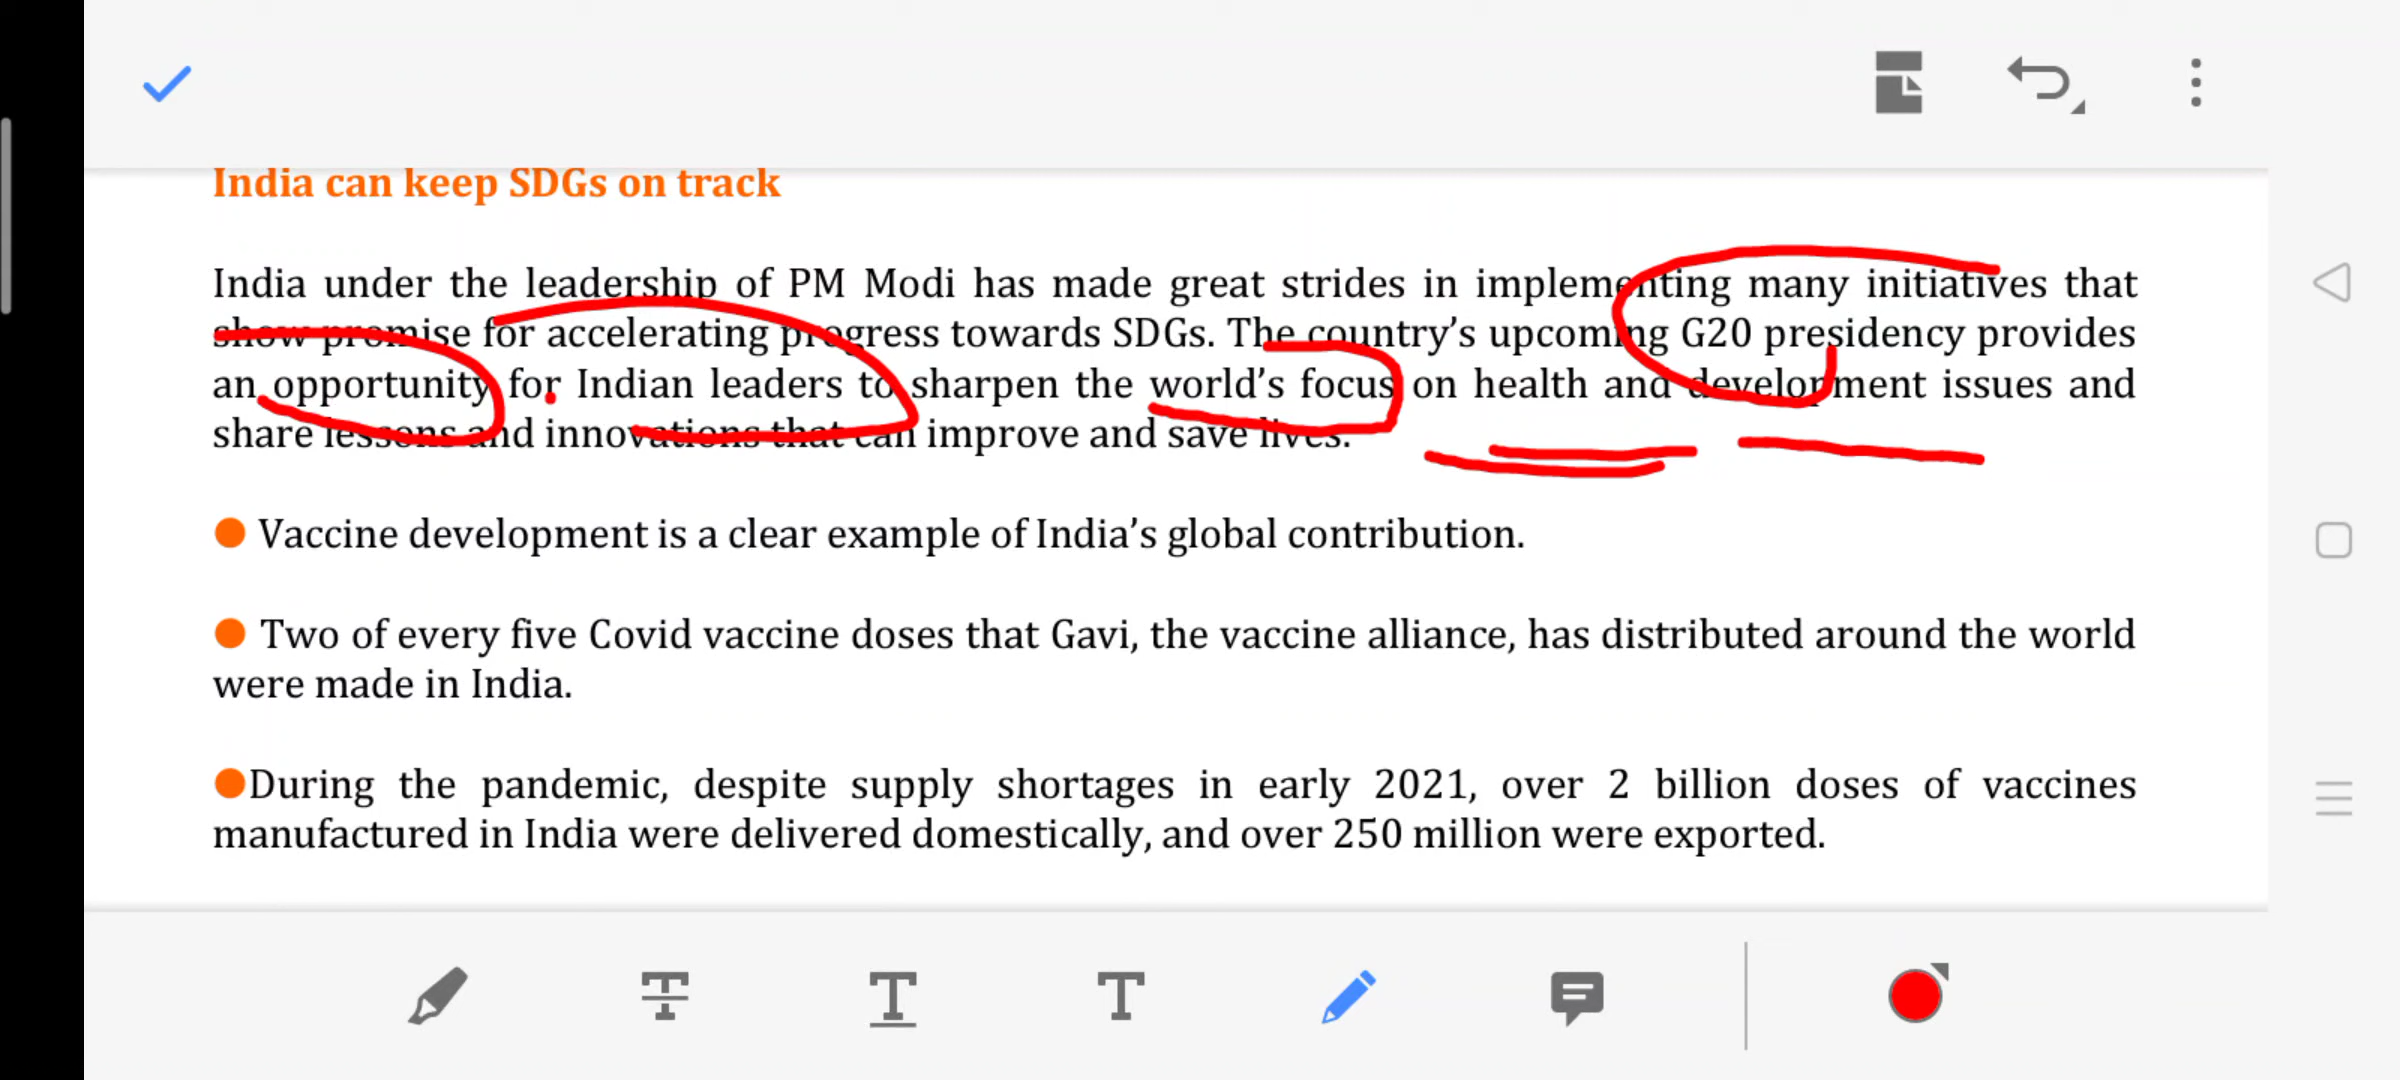 India can keep SDGs on track
India under the leadership of PM Modi has made great strides in implementing many initiatives that
show promise for accelerating progress towards SDGs. The country's upcoming G20 presidency provides
an opportunity for Indian leaders to sharpen the world's focus on health and development issues and
share lessons and innovations that can improve and save lives.
Vaccine development is a clear example of India's global contribution.
Two of every five Covid vaccine doses that Gavi, the vaccine alliance, has distributed around the world
were made in India.
During the pandemic, despite supply shortages in early 2021, over 2 billion doses of vaccines
manufactured in India were delivered domestically, and over 250 million were exported.